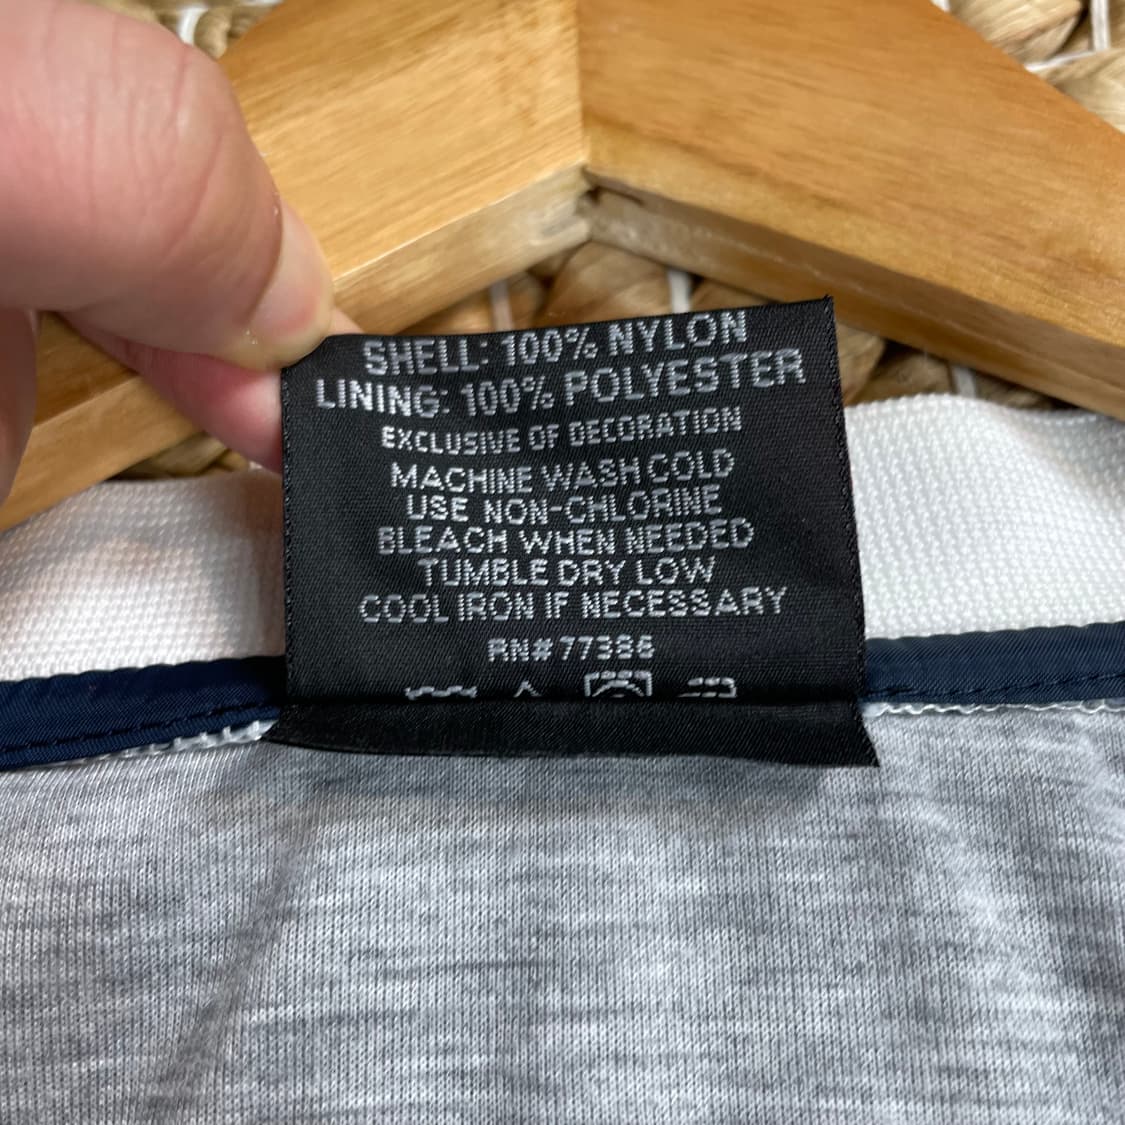 SHELL: 100% NYLON
LINING: 100% POLYESTER
EXCLUSIVE OF DECORATION
MACHINE WASH COLD
USE NON-CHLORINE
BLEACH WHEN NEEDED
TUMBLE DRY LOW
COOL IRON IF NECESSARY
RN# 77386